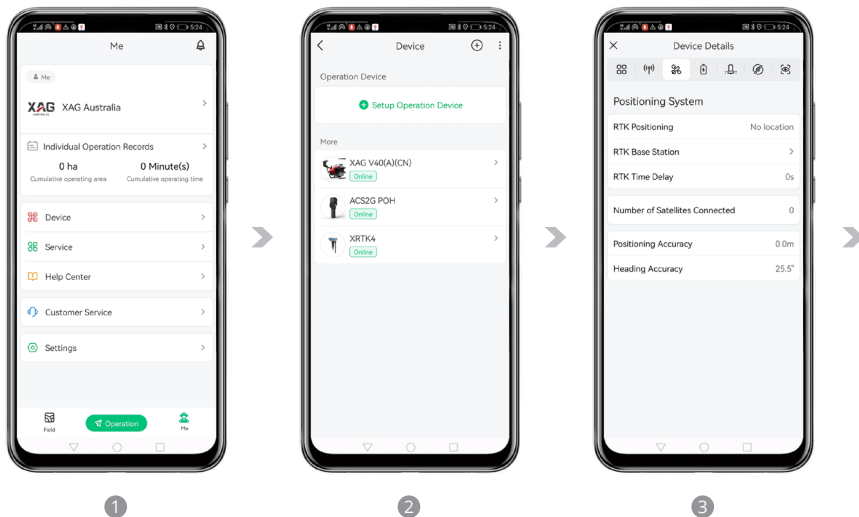 5:24
Me
Me
XAG
AUSTRALIA
XAG Australia
Individual Operation Records
0 ha
0 Minute(s)
Cumulative operating area
Cumulative operating time
Device
Service
Help Center
Customer Service
Settings
Field
Operation
Me
1
5:24
Device
Operation Device
Setup Operation Device
More
XAG V40(A)(CN)
Online
ACS2G POH
Online
XRTK4
Online
2
5:24
Device Details
Positioning System
RTK Positioning No location
RTK Base Station
RTK Time Delay 0s
Number of Satellites Connected 0
Positioning Accuracy 0.0m
Heading Accuracy 25.5°
3